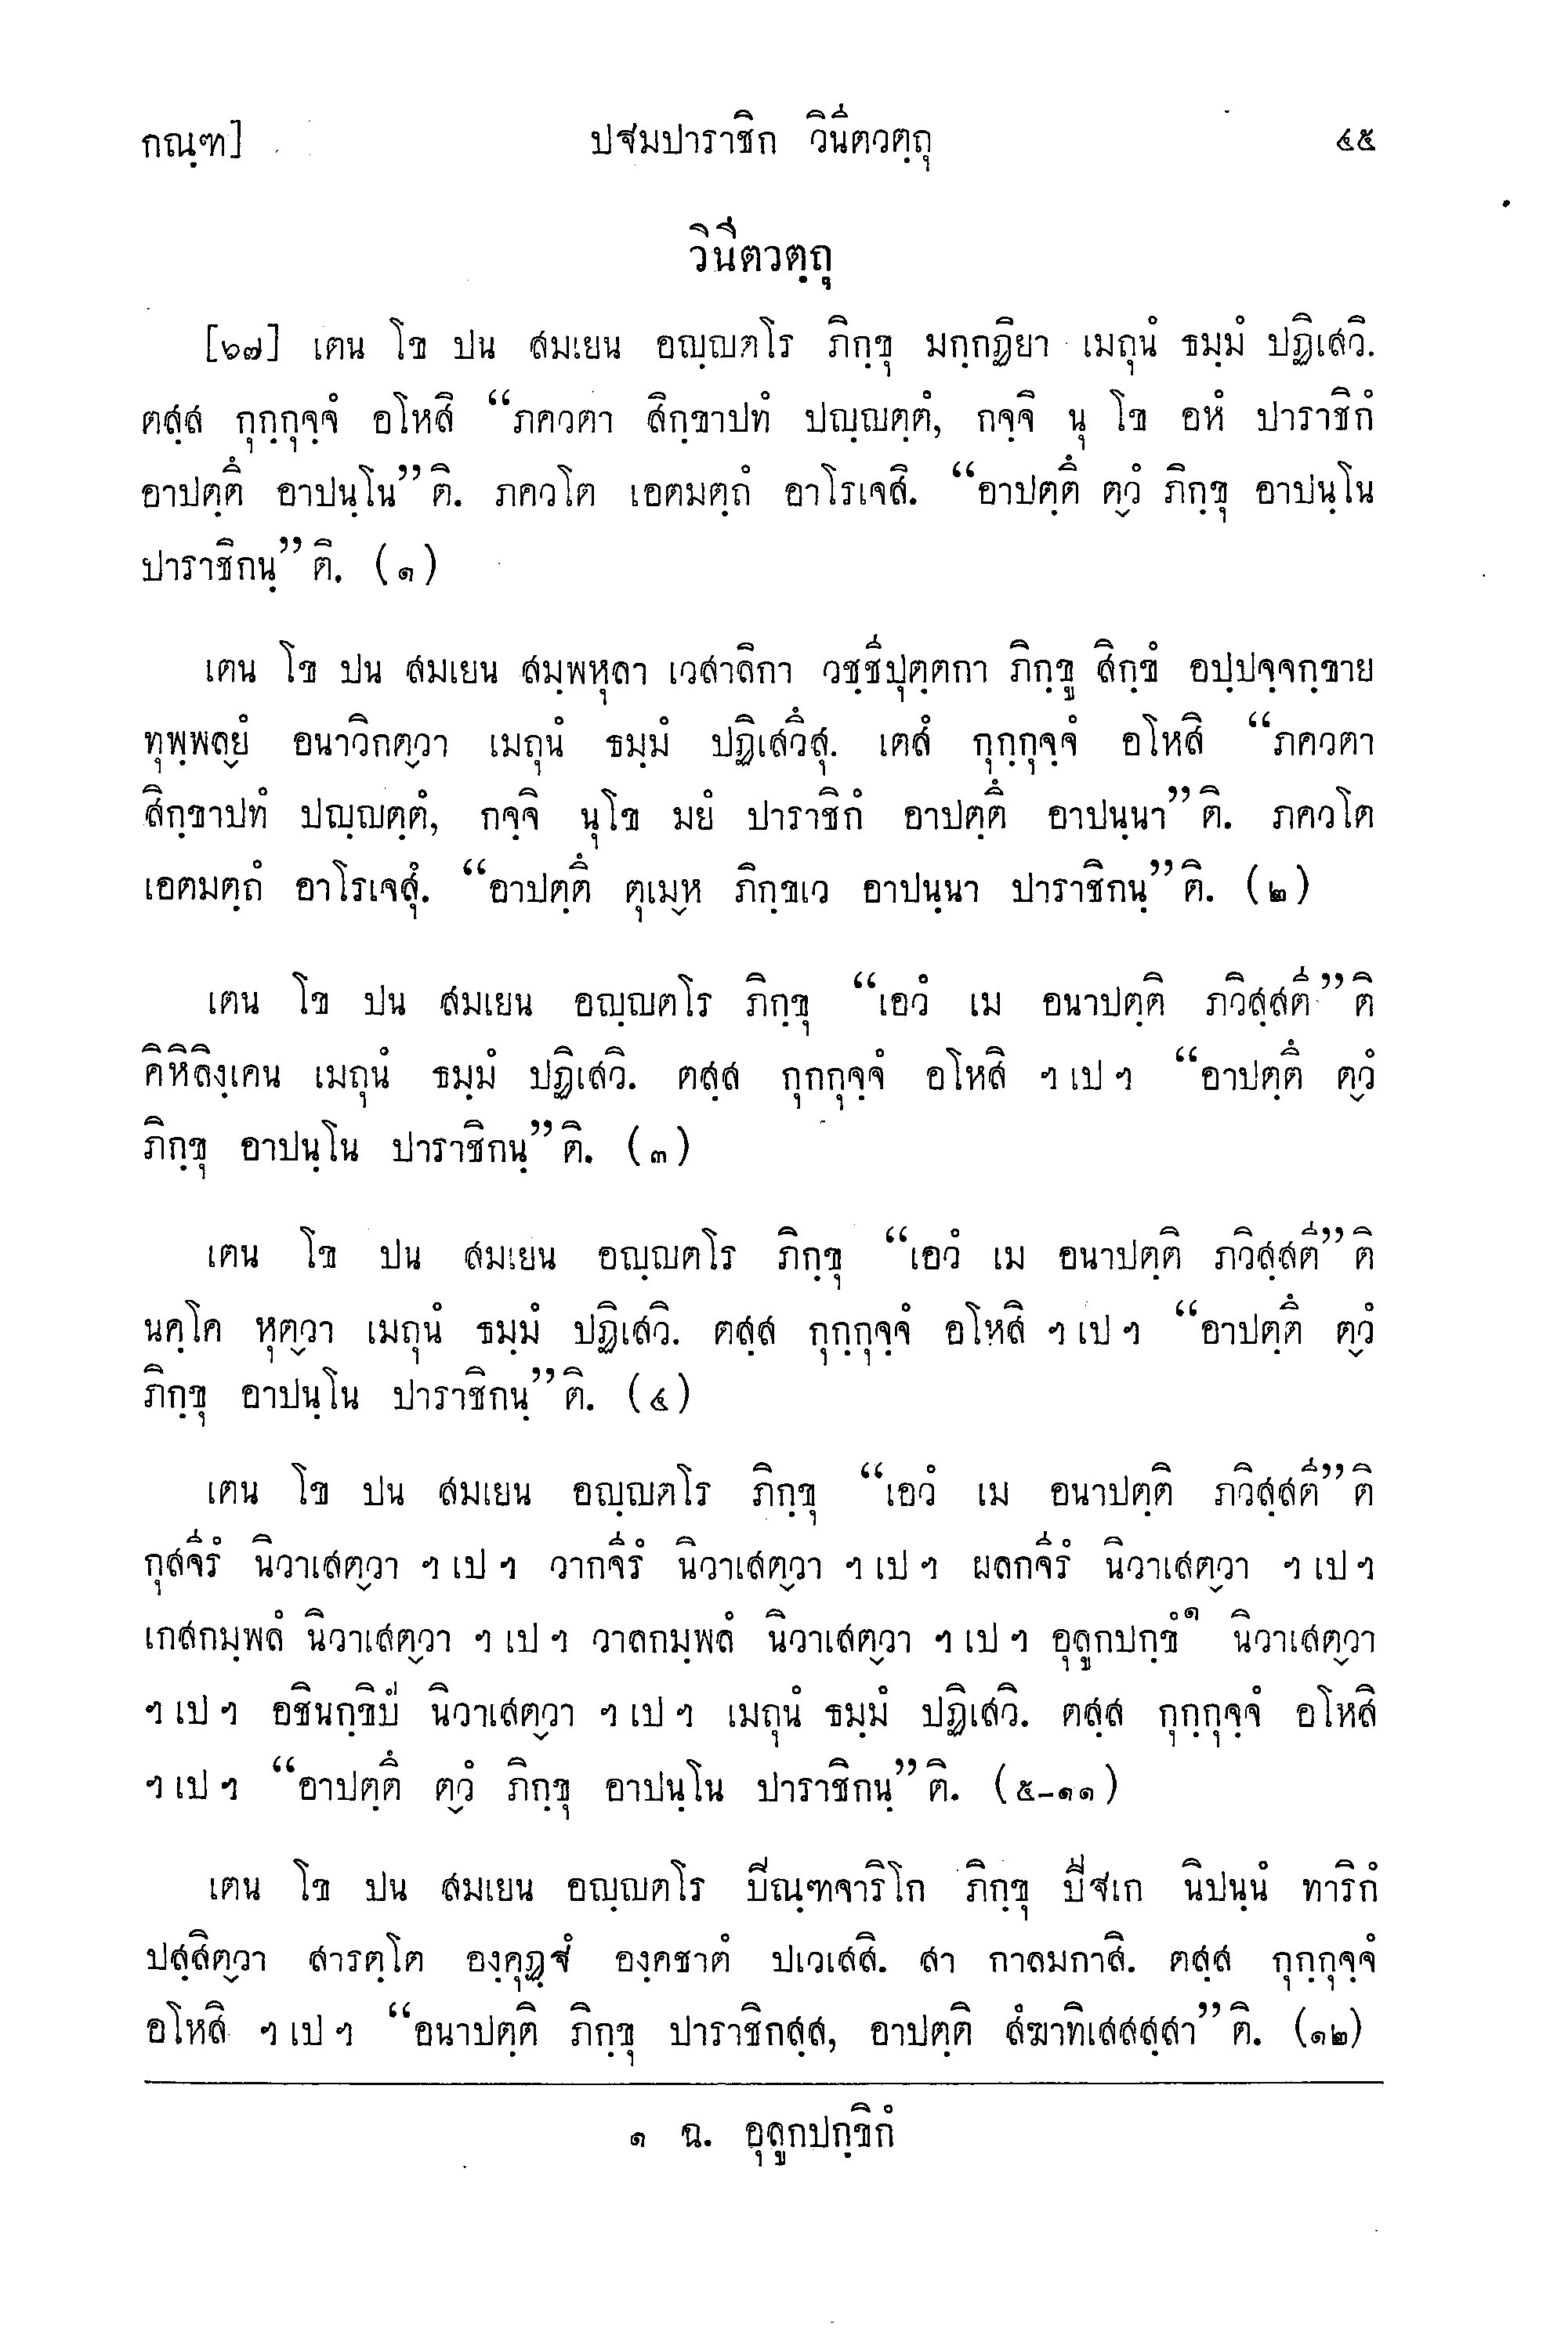 กณฺฑ] ปฐมปาราชิก วินีตวตฺถุ ๔๕
วินีตวตฺถุ
[๖๗] เตน โข ปน สมเยน อญฺญตโร ภิกฺขุ มกฺกฏิยา เมถุนํ ธมฺมํ ปฏิเสวิ.
ตสฺส กุกฺกุจฺจํ อโหสิ “ภควตา สิกฺขาปทํ ปญฺญตฺตํ, กจฺจิ นุ โข อหํ ปาราชิกํ
อาปตฺตึ อาปนฺโน”ติ. ภควโต เอตมตฺถํ อาโรเจสิ. “อาปตฺตึ ตฺวํ ภิกฺขุ อาปนฺโน
ปาราชิกนฺ”ติ. (๑)
เตน โข ปน สมเยน สมฺพหุลา เวสาลิกา วชฺชีปุตฺตกา ภิกฺขู สิกฺขํ อปฺปจฺจกฺขาย
ทุพฺพลฺยํ อนาวิกตฺวา เมถุนํ ธมฺมํ ปฏิเสวึสุ. เตสํ กุกฺกุจฺจํ อโหสิ “ภควตา
สิกฺขาปทํ ปญฺญตฺตํ, กจฺจิ นุโข มยํ ปาราชิกํ อาปตฺตึ อาปนฺนา”ติ. ภควโต
เอตมตฺถํ อาโรเจสุํ. “อาปตฺตึ ตุเมฺห ภิกฺขเว อาปนฺนา ปาราชิกนฺ”ติ. (๒)
เตน โข ปน สมเยน อญฺญตโร ภิกฺขุ “เอวํ เม อนาปตฺติ ภวิสฺสตี”ติ
คิหิลิงฺเคน เมถุนํ ธมฺมํ ปฏิเสวิ. ตสฺส กุกกุจฺจํ อโหสิ ฯ เป ฯ “อาปตฺตึ ตฺวํ
ภิกฺขุ อาปนฺโน ปาราชิกนฺ”ติ. (๓)
เตน โข ปน สมเยน อญฺญตโร ภิกฺขุ “เอวํ เม อนาปตฺติ ภวิสฺสตี”ติ
นคฺโค หุตฺวา เมถุนํ ธมฺมํ ปฏิเสวิ. ตสฺส กุกฺกุจฺจํ อโหสิ ฯ เป ฯ “อาปตฺตึ ตฺวํ
ภิกฺขุ อาปนฺโน ปาราชิกนฺ”ติ. (๔)
เตน โข ปน สมเยน อญฺญตโร ภิกฺขุ “เอวํ เม อนาปตฺติ ภวิสฺสตี”ติ
กุสจีรํ นิวาเสตฺวา ฯ เป ฯ วากจีรํ นิวาเสตฺวา ฯ เป ฯ ผลกจีรํ นิวาเสตฺวา ฯ เป ฯ
เกสกมฺพลํ นิวาเสตฺวา ฯ เป ฯ วาลกมฺพลํ นิวาเสตฺวา ฯ เป ฯ อุลูกปกฺขํ๑ นิวาเสตฺวา
ฯ เป ฯ อชินกฺขิปํ นิวาเสตฺวา ฯ เป ฯ เมถุนํ ธมฺมํ ปฏิเสวิ. ตสฺส กุกฺกุจฺจํ อโหสิ
ฯ เป ฯ “อาปตฺตึ ตฺวํ ภิกฺขุ อาปนฺโน ปาราชิกนฺ”ติ. (๕-๑๑)
เตน โข ปน สมเยน อญฺญตโร ปิณฺฑจาริโก ภิกฺขุ ปีฐเก นิปนฺนํ ทาริกํ
ปสฺสิตฺวา สารตฺโต องฺคุฏฺฐํ องฺคชาตํ ปเวเสสิ. สา กาลมกาสิ. ตสฺส กุกฺกุจฺจํ
อโหสิ ฯ เป ฯ “อนาปตฺติ ภิกฺขุ ปาราชิกสฺส, อาปตฺติ สํฆาทิเสสสฺสา”ติ. (๑๒)
๑ ฉ. อุลูกปกฺขิกํ